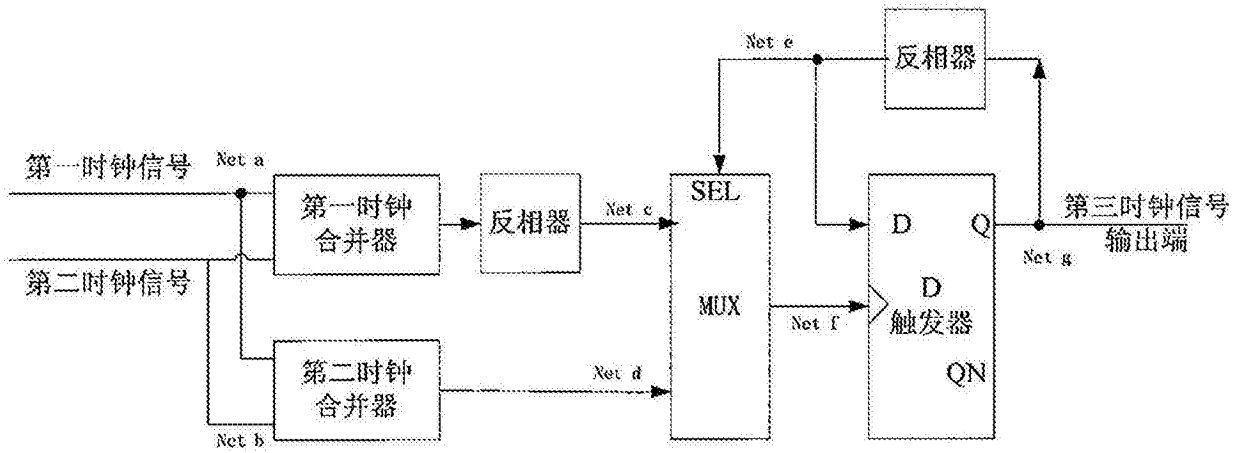 Net e
反相器
第一时钟信号
Net a
第一时钟
合并器
反相器
Net c
SEL
D
Q
第三时钟信号
输出端
Net g
第二时钟信号
MUX
Net f
D
触发器
第二时钟
合并器
Net d
QN
Net b